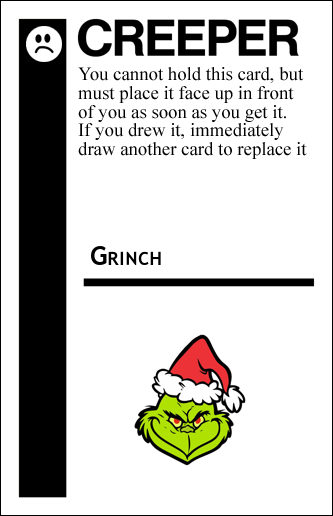 CREEPER
You cannot hold this card, but
must place it face up in front
of you as soon as you get it.
If you drew it, immediately
draw another card to replace it
GRINCH